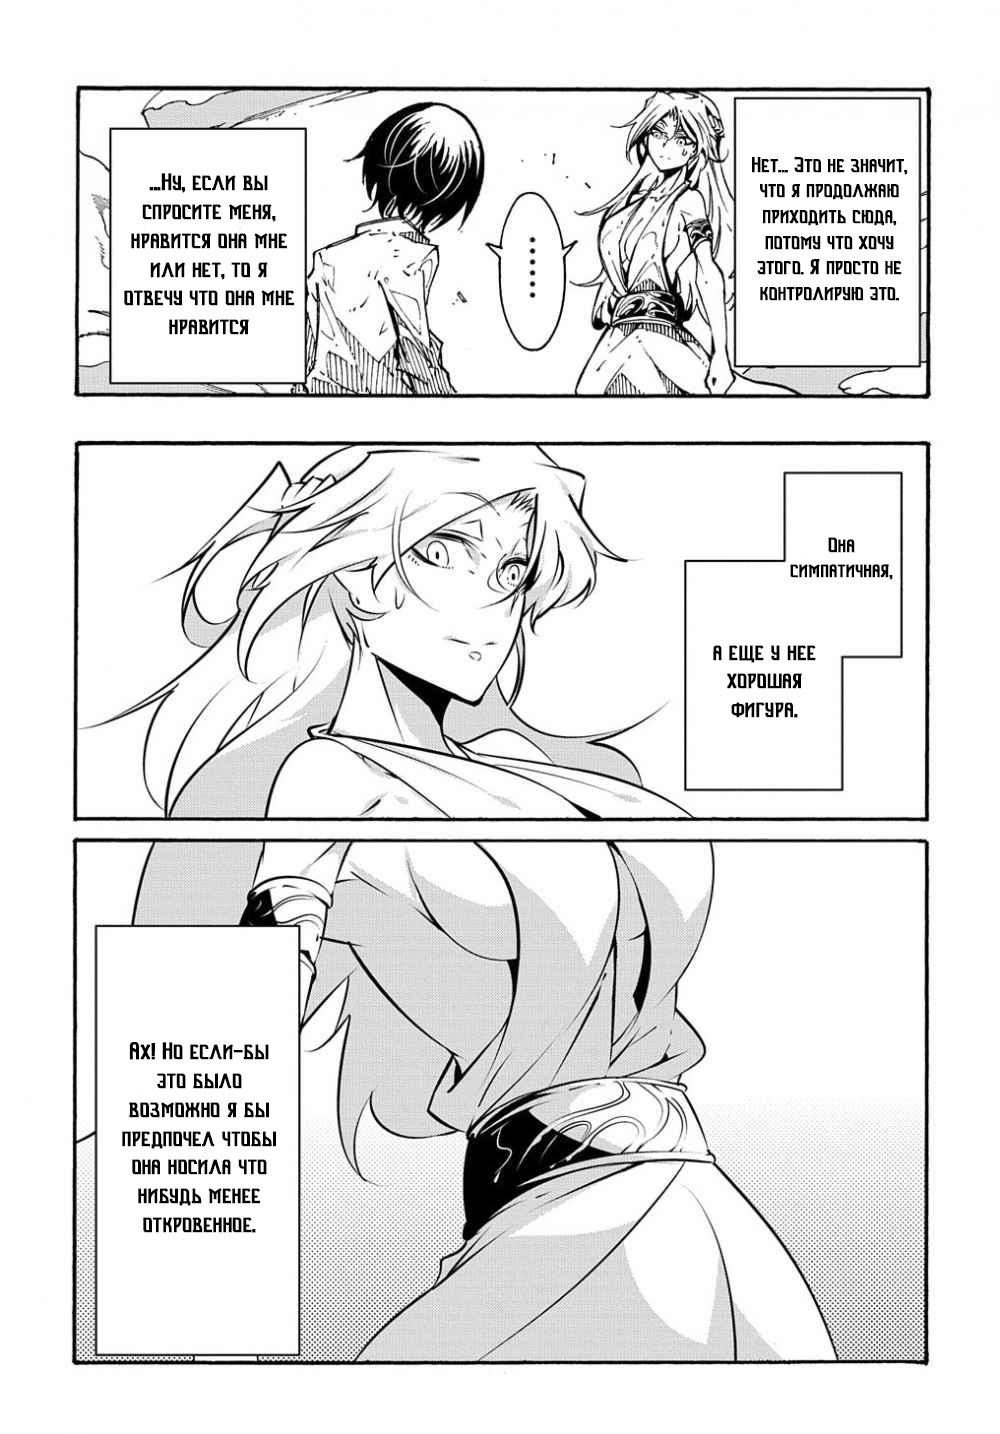 Нет... Это не значит,
что я продолжаю
приходить сюда,
потому что хочу
этого. Я просто не
контролирую это.
......
...Ну, если вы
спросите меня,
нравится она мне
или нет, то я
отвечу что она мне
нравится
Она
симпатичная,
а еще у нее
хорошая
фигура.
Ах! Но если-бы
это было
возможно я бы
предпочел чтобы
она носила что
нибудь менее
откровенное.